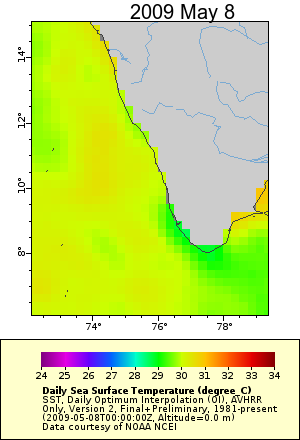 2009 May 8
14°
12°
10°
8°
74°
76°
78°
24 25 26 27 28 29 30 31 32 33 34
Daily Sea Surface Temperature (degree_C)
SST, Daily Optimum Interpolation (OI), AVHRR
Only, Version 2, Final+Preliminary, 1981-present
(2009-05-08T00:00:00Z, Altitude=0.0 m)
Data courtesy of NOAA NCEI